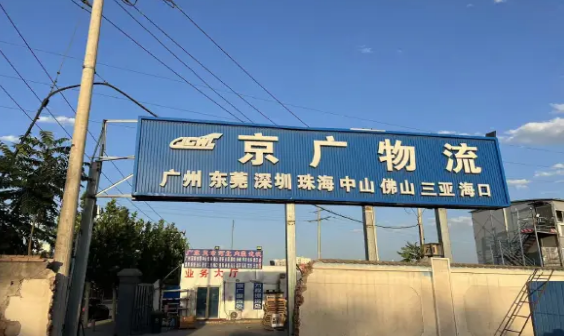 京广物流
广州 东莞 深圳 珠海 中山 佛山 三亚 海口
业务大厅